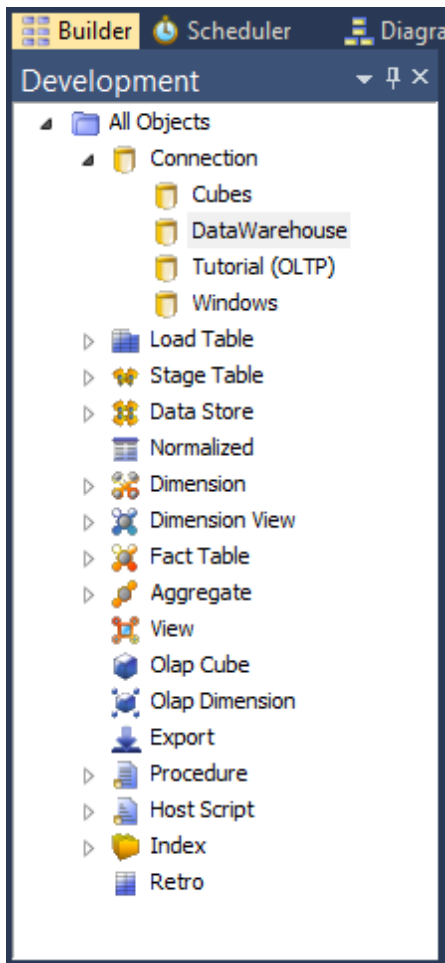 Builder Scheduler Diagra
Development
All Objects
Connection
Cubes
DataWarehouse
Tutorial (OLTP)
Windows
Load Table
Stage Table
Data Store
Normalized
Dimension
Dimension View
Fact Table
Aggregate
View
Olap Cube
Olap Dimension
Export
Procedure
Host Script
Index
Retro